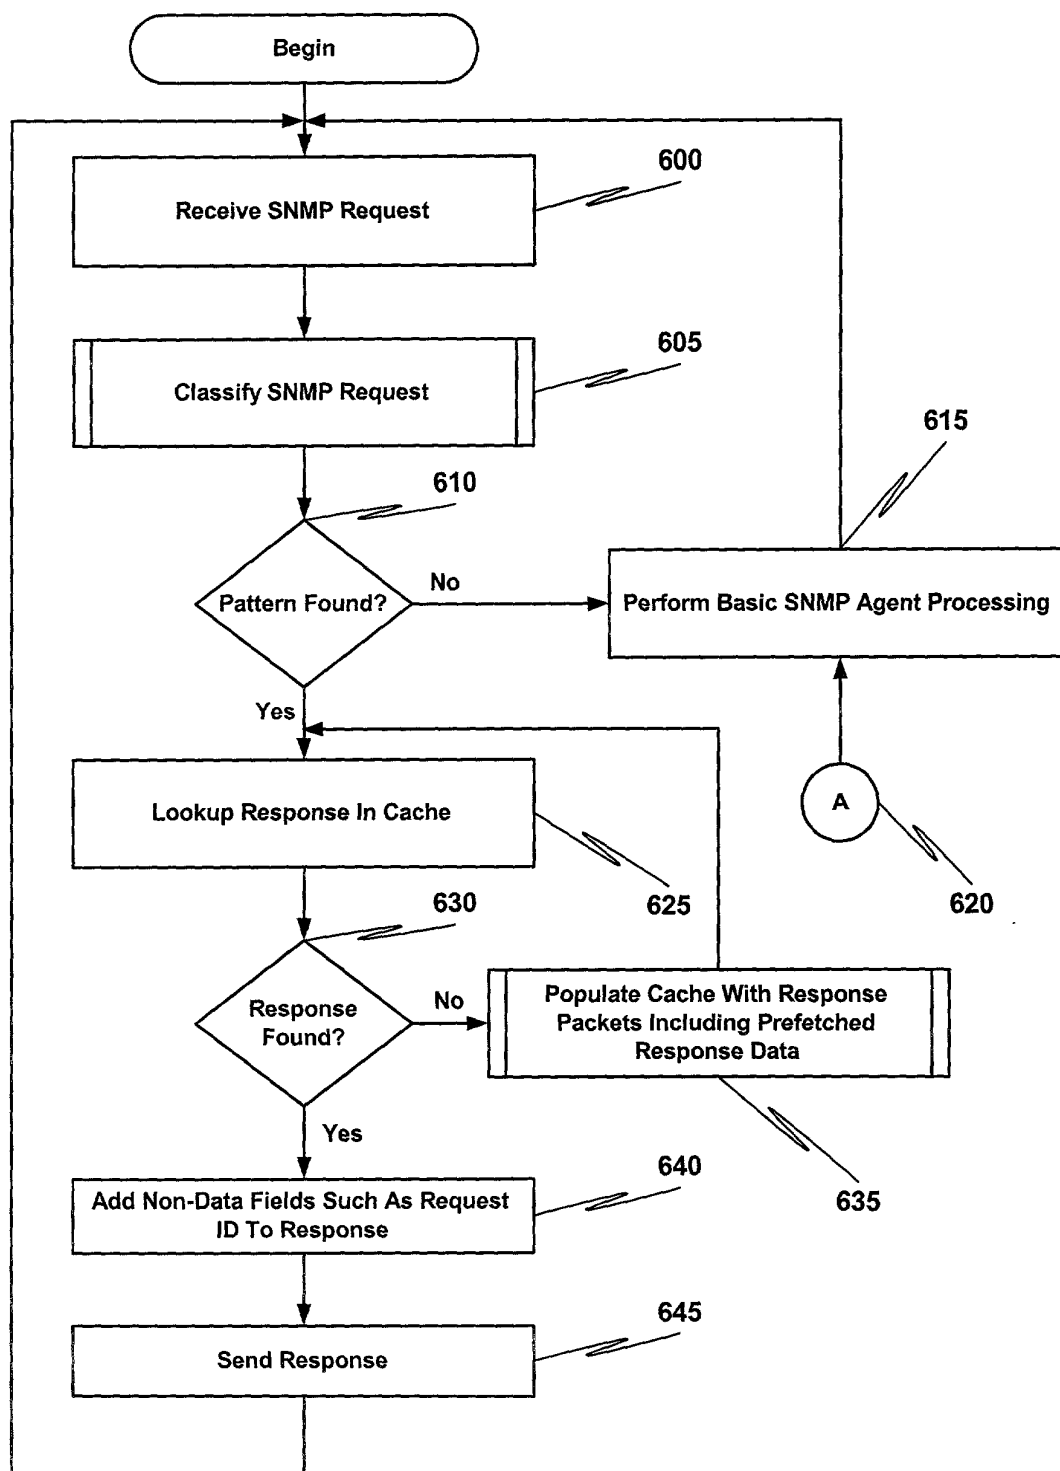 Begin
600
Receive SNMP Request
605
Classify SNMP Request
615
610
Pattern Found?
No
Perform Basic SNMP Agent Processing
Yes
Lookup Response In Cache
A
630
625
620
Response
Found?
No
Populate Cache With Response
Packets Including Prefetched
Response Data
Yes
640
635
Add Non-Data Fields Such As Request
ID To Response
645
Send Response